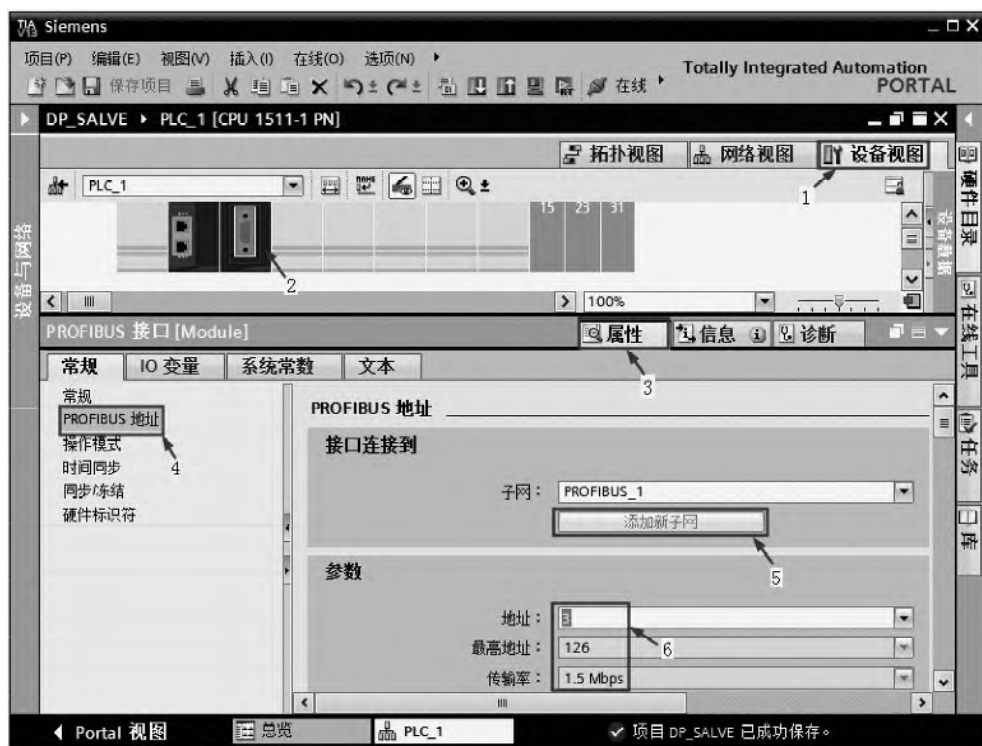 TIA V13 Siemens
项目(P) 编辑(E) 视图(V) 插入(I) 在线(O) 选项(N)
Totally Integrated Automation
PORTAL
保存项目
在线
DP_SALVE PLC_1 [CPU 1511-1 PN]
拓扑视图 网络视图 设备视图
1
PLC_1
15 23 31
2
100%
设备与网络
设备数据
PROFIBUS 接口 [Module]
属性 信息 诊断
3
常规 IO 变量 系统常数 文本
常规
PROFIBUS 地址
操作模式
时间同步
同步/冻结
硬件标识符
4
PROFIBUS 地址
接口连接到
子网： PROFIBUS_1
添加新子网
5
参数
地址： 3
最高地址： 126
传输率： 1.5 Mbps
6
硬件目录
在线工具
任务
库
Portal 视图 总览 PLC_1 项目 DP_SALVE 已成功保存。